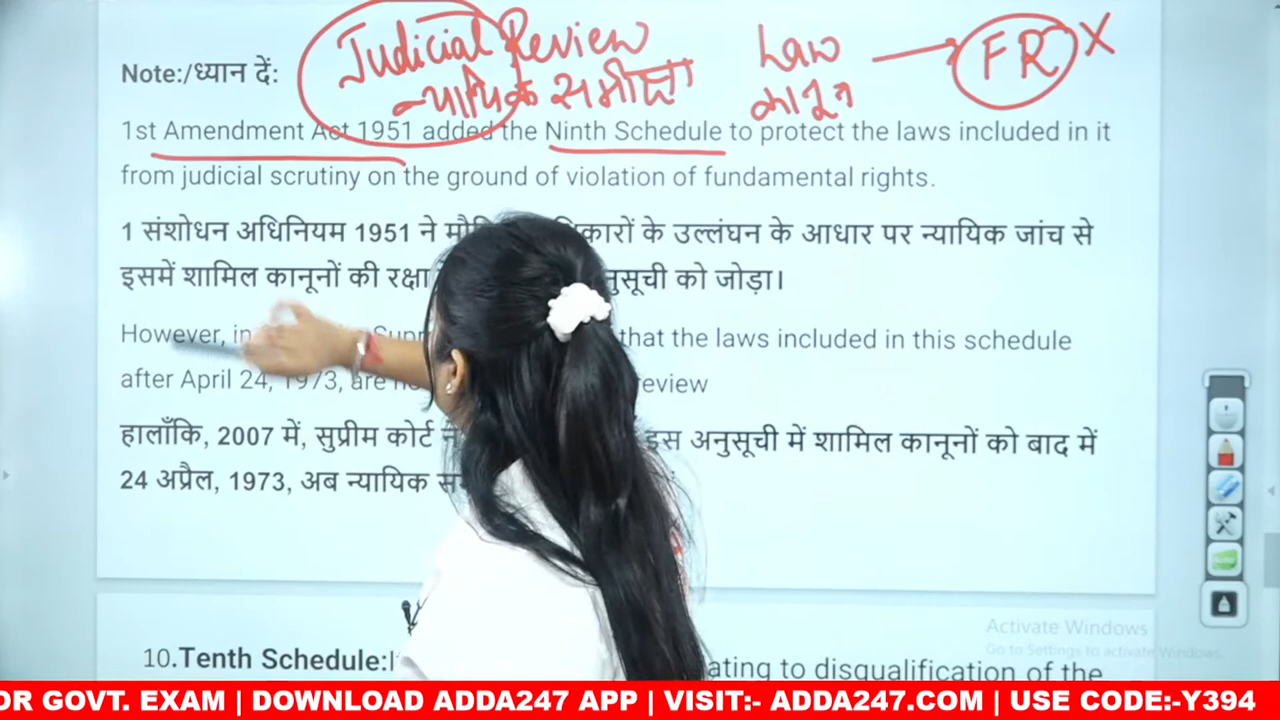 Judicial Review Law → FR X
न्यायिक समीक्षा कानून
Note:/ध्यान दें:
1st Amendment Act 1951 added the Ninth Schedule to protect the laws included in it
from judicial scrutiny on the ground of violation of fundamental rights.
1 संशोधन अधिनियम 1951 ने के उल्लंघन के आधार पर न्यायिक जांच से
इसमें शामिल कानूनों की रक्षा को जोड़ा।
However, in that the laws included in this schedule
after April 24, 1973, are review
हालाँकि, 2007 में, सुप्रीम कोर्ट इस अनुसूची में शामिल कानूनों को बाद में
24 अप्रैल, 1973, अब न्यायिक
10.Tenth Schedule: to disqualification of the
Activate Windows
Go to Settings to activate Windows.
OR GOVT. EXAM | DOWNLOAD ADDA247 APP | VISIT:- ADDA247.COM | USE CODE:-Y394